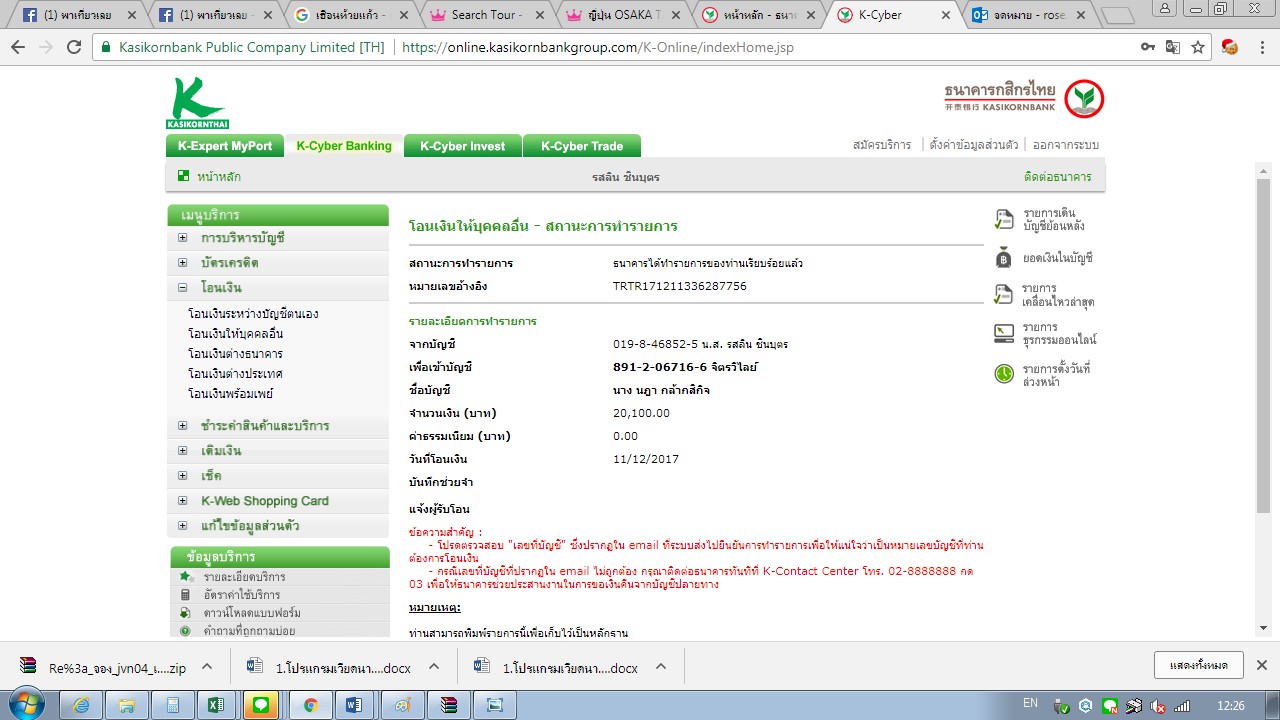 (1) พาเที่ยวเลย
(1) พาเที่ยวเลย -
เขื่อนห้วยแก้ว -
Search Tour -
ญี่ปุ่น OSAKA T
หน้าหลัก - ธนา
K-Cyber
จดหมาย - rose.
Kasikornbank Public Company Limited [TH]
https://online.kasikornbankgroup.com/K-Online/indexHome.jsp
KASIKORNTHAI
ธนาคารกสิกรไทย
开泰银行 KASIKORNBANK
K-Expert MyPort
K-Cyber Banking
K-Cyber Invest
K-Cyber Trade
สมัครบริการ | ตั้งค่าข้อมูลส่วนตัว | ออกจากระบบ
หน้าหลัก
รสลิน ชินบุตร
ติดต่อธนาคาร
เมนูบริการ
การบริหารบัญชี
บัตรเครดิต
โอนเงิน
โอนเงินระหว่างบัญชีตนเอง
โอนเงินให้บุคคลอื่น
โอนเงินต่างธนาคาร
โอนเงินต่างประเทศ
โอนเงินพร้อมเพย์
ชำระค่าสินค้าและบริการ
เติมเงิน
เช็ค
K-Web Shopping Card
แก้ไขข้อมูลส่วนตัว
ข้อมูลบริการ
รายละเอียดบริการ
อัตราค่าใช้บริการ
ดาวน์โหลดแบบฟอร์ม
คำถามที่ถูกถามบ่อย
โอนเงินให้บุคคลอื่น - สถานะการทำรายการ
สถานะการทำรายการ ธนาคารได้ทำรายการของท่านเรียบร้อยแล้ว
หมายเลขอ้างอิง TRTR171211336287756
รายละเอียดการทำรายการ
จากบัญชี 019-8-46852-5 น.ส. รสลิน ชินบุตร
เพื่อเข้าบัญชี 891-2-06716-6 จิตรวิไลย์
ชื่อบัญชี นาง นฎา กล้ากสิกิจ
จำนวนเงิน (บาท) 20,100.00
ค่าธรรมเนียม (บาท) 0.00
วันที่โอนเงิน 11/12/2017
บันทึกช่วยจำ
แจ้งผู้รับโอน
ข้อความสำคัญ :
- โปรดตรวจสอบ "เลขที่บัญชี" ซึ่งปรากฏใน email ที่ระบบส่งไปยืนยันการทำรายการเพื่อให้แน่ใจว่าเป็นหมายเลขบัญชีที่ท่าน
ต้องการโอนเงิน
- กรณีเลขที่บัญชีที่ปรากฏใน email ไม่ถูกต้อง กรุณาติดต่อธนาคารทันทีที่ K-Contact Center โทร. 02-8888888 กด
03 เพื่อให้ธนาคารช่วยประสานงานในการขอเงินคืนจากบัญชีปลายทาง
หมายเหตุ:
ท่านสามารถพิมพ์รายการนี้เพื่อเก็บไว้เป็นหลักฐาน
รายการเดิน
บัญชีย้อนหลัง
ยอดเงินในบัญชี
รายการ
เคลื่อนไหวล่าสุด
รายการ
ธุรกรรมออนไลน์
รายการตั้งวันที่
ล่วงหน้า
Re%3a_จอง_jvn04_เ....zip
1.โปรแกรมเวียดนา....docx
1.โปรแกรมเวียดนา....docx
แสดงทั้งหมด
EN
12:26